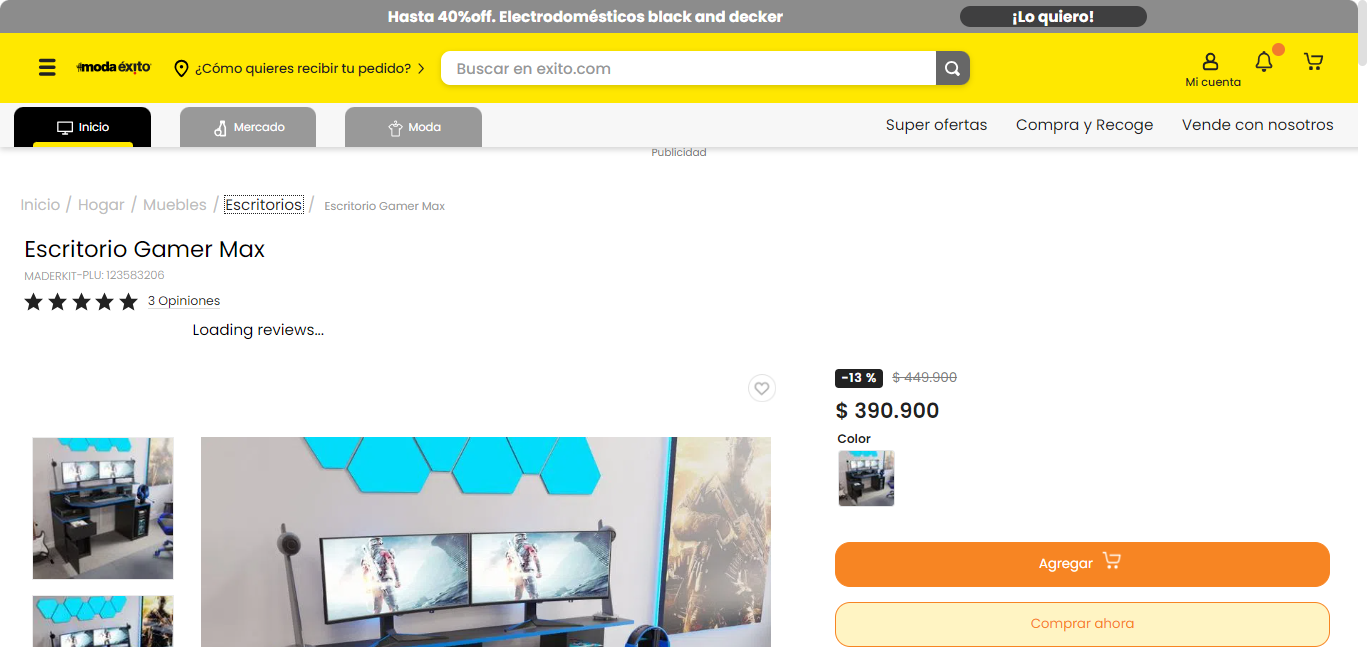 Hasta 40%off. Electrodomésticos black and decker
¡Lo quiero!
moda éxito
¿Cómo quieres recibir tu pedido?
Buscar en exito.com
Mi cuenta
Inicio
Mercado
Moda
Super ofertas
Compra y Recoge
Vende con nosotros
Publicidad
Inicio / Hogar / Muebles / Escritorios / Escritorio Gamer Max
Escritorio Gamer Max
MADERKIT-PLU: 123583206
3 Opiniones
Loading reviews...
-13 % $ 449.900
$ 390.900
Color
Agregar
Comprar ahora